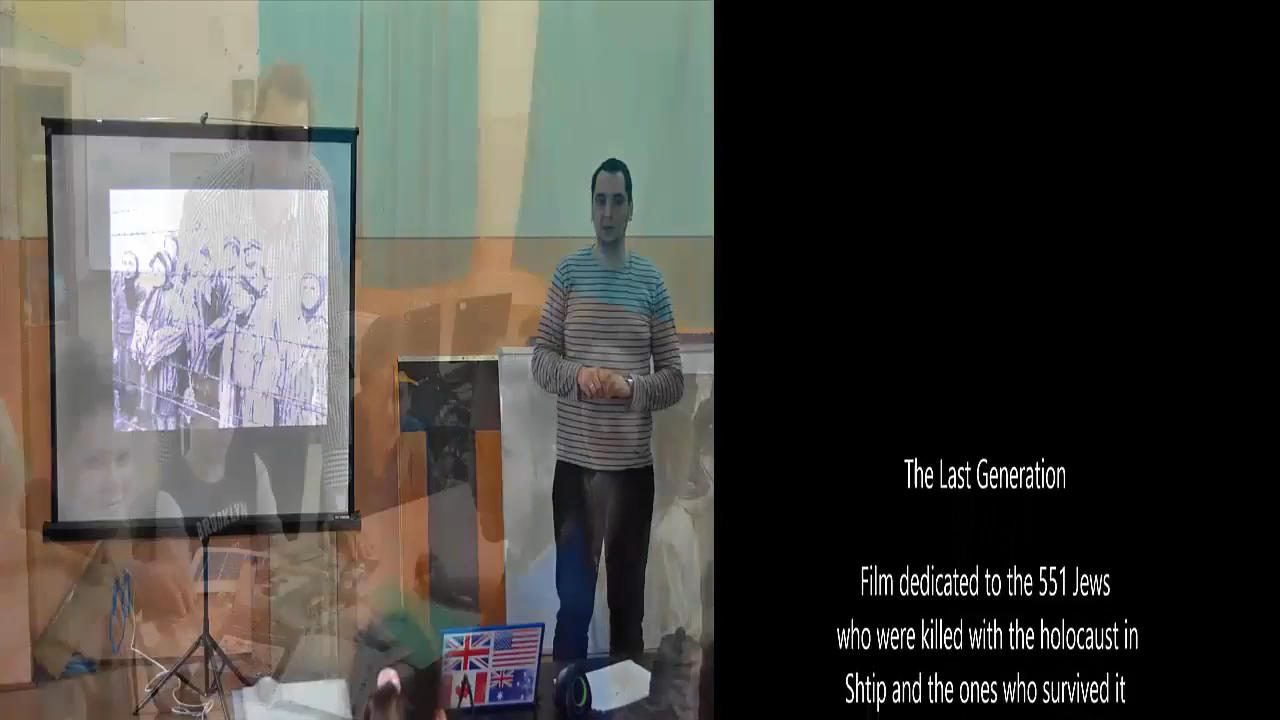 BROOKLYN
The Last Generation
Film dedicated to the 551 Jews
who were killed with the holocaust in
Shtip and the ones who survived it